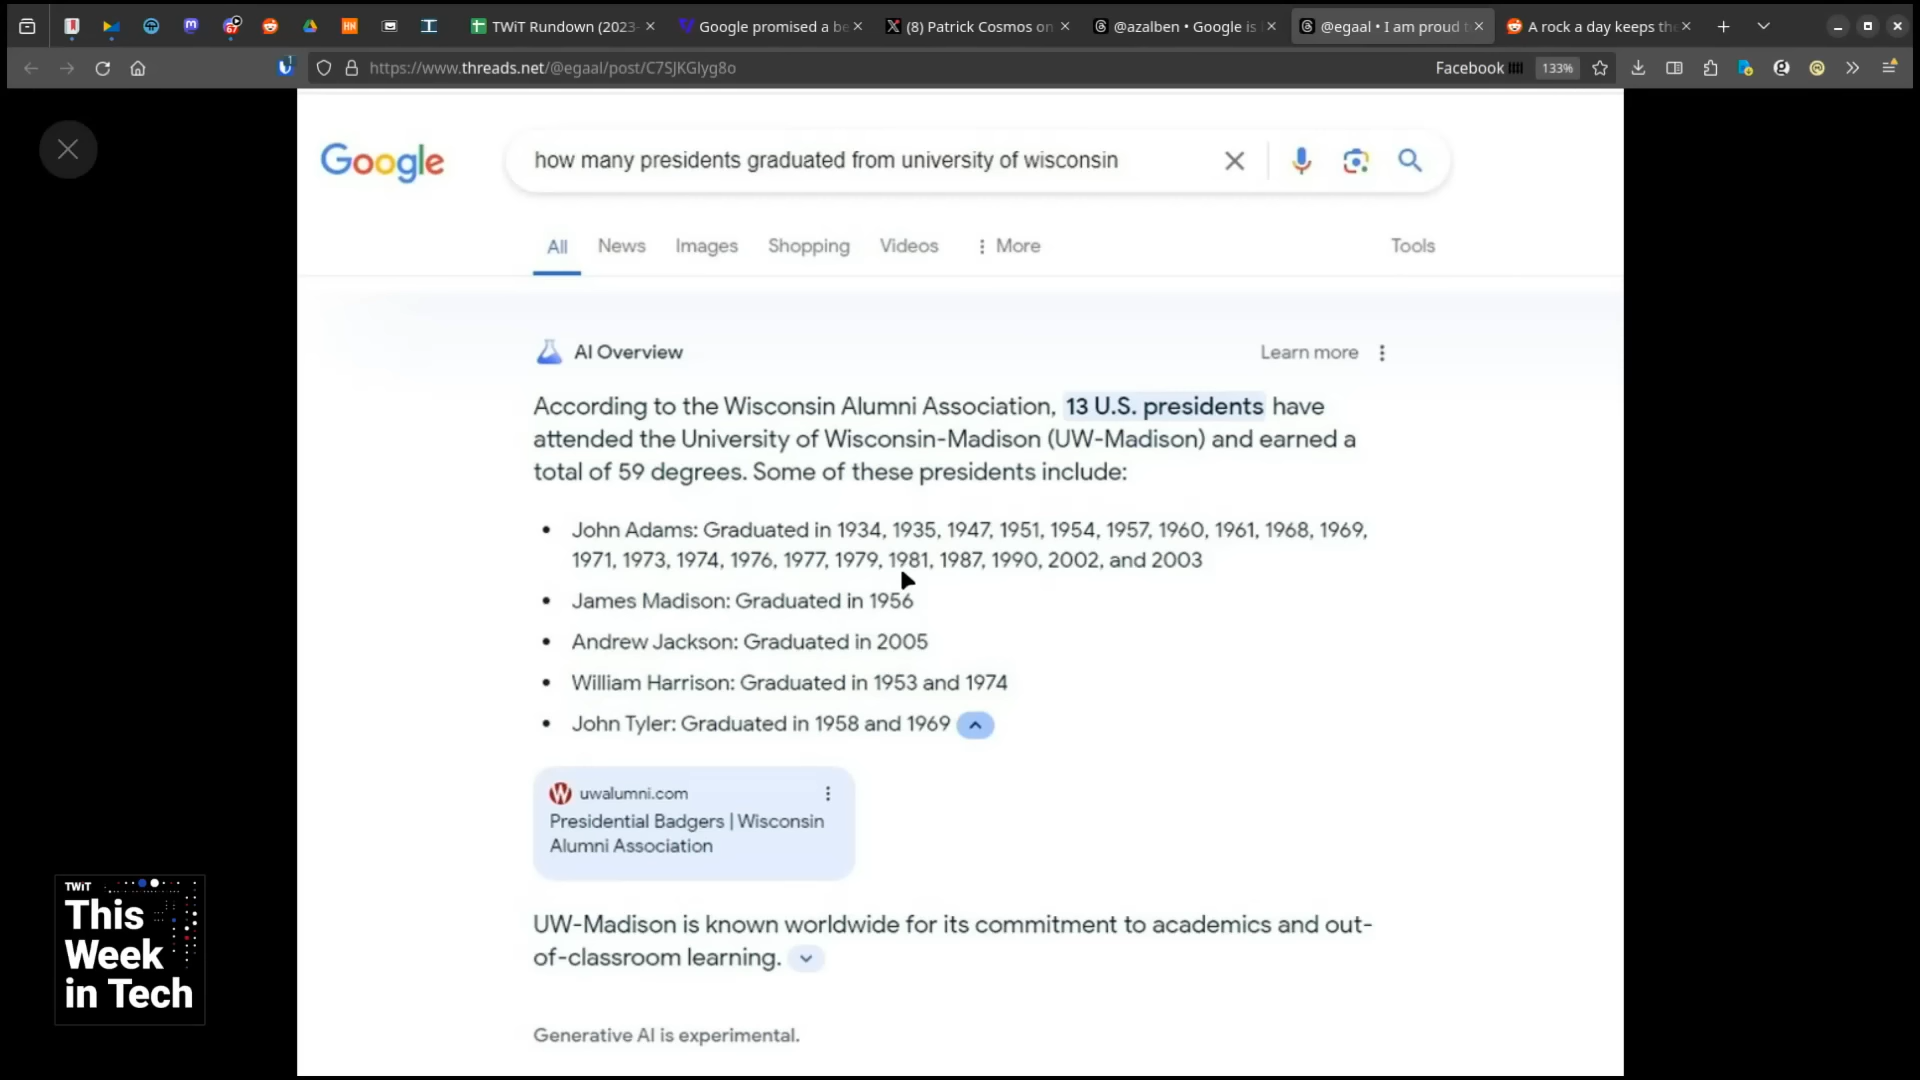 TWiT Rundown (2023-
Google promised a be
(8) Patrick Cosmos on
@azalben • Google is
@egaal • I am proud t
A rock a day keeps the
https://www.threads.net/@egaal/post/C7SJKGlyg8o
Facebook
133%
Google
how many presidents graduated from university of wisconsin
All
News
Images
Shopping
Videos
More
Tools
AI Overview
Learn more
According to the Wisconsin Alumni Association, 13 U.S. presidents have
attended the University of Wisconsin-Madison (UW-Madison) and earned a
total of 59 degrees. Some of these presidents include:
• John Adams: Graduated in 1934, 1935, 1947, 1951, 1954, 1957, 1960, 1961, 1968, 1969,
1971, 1973, 1974, 1976, 1977, 1979, 1981, 1987, 1990, 2002, and 2003
• James Madison: Graduated in 1956
• Andrew Jackson: Graduated in 2005
• William Harrison: Graduated in 1953 and 1974
• John Tyler: Graduated in 1958 and 1969
W uwalumni.com
Presidential Badgers | Wisconsin
Alumni Association
UW-Madison is known worldwide for its commitment to academics and out-
of-classroom learning.
Generative AI is experimental.
TWiT
This
Week
in Tech